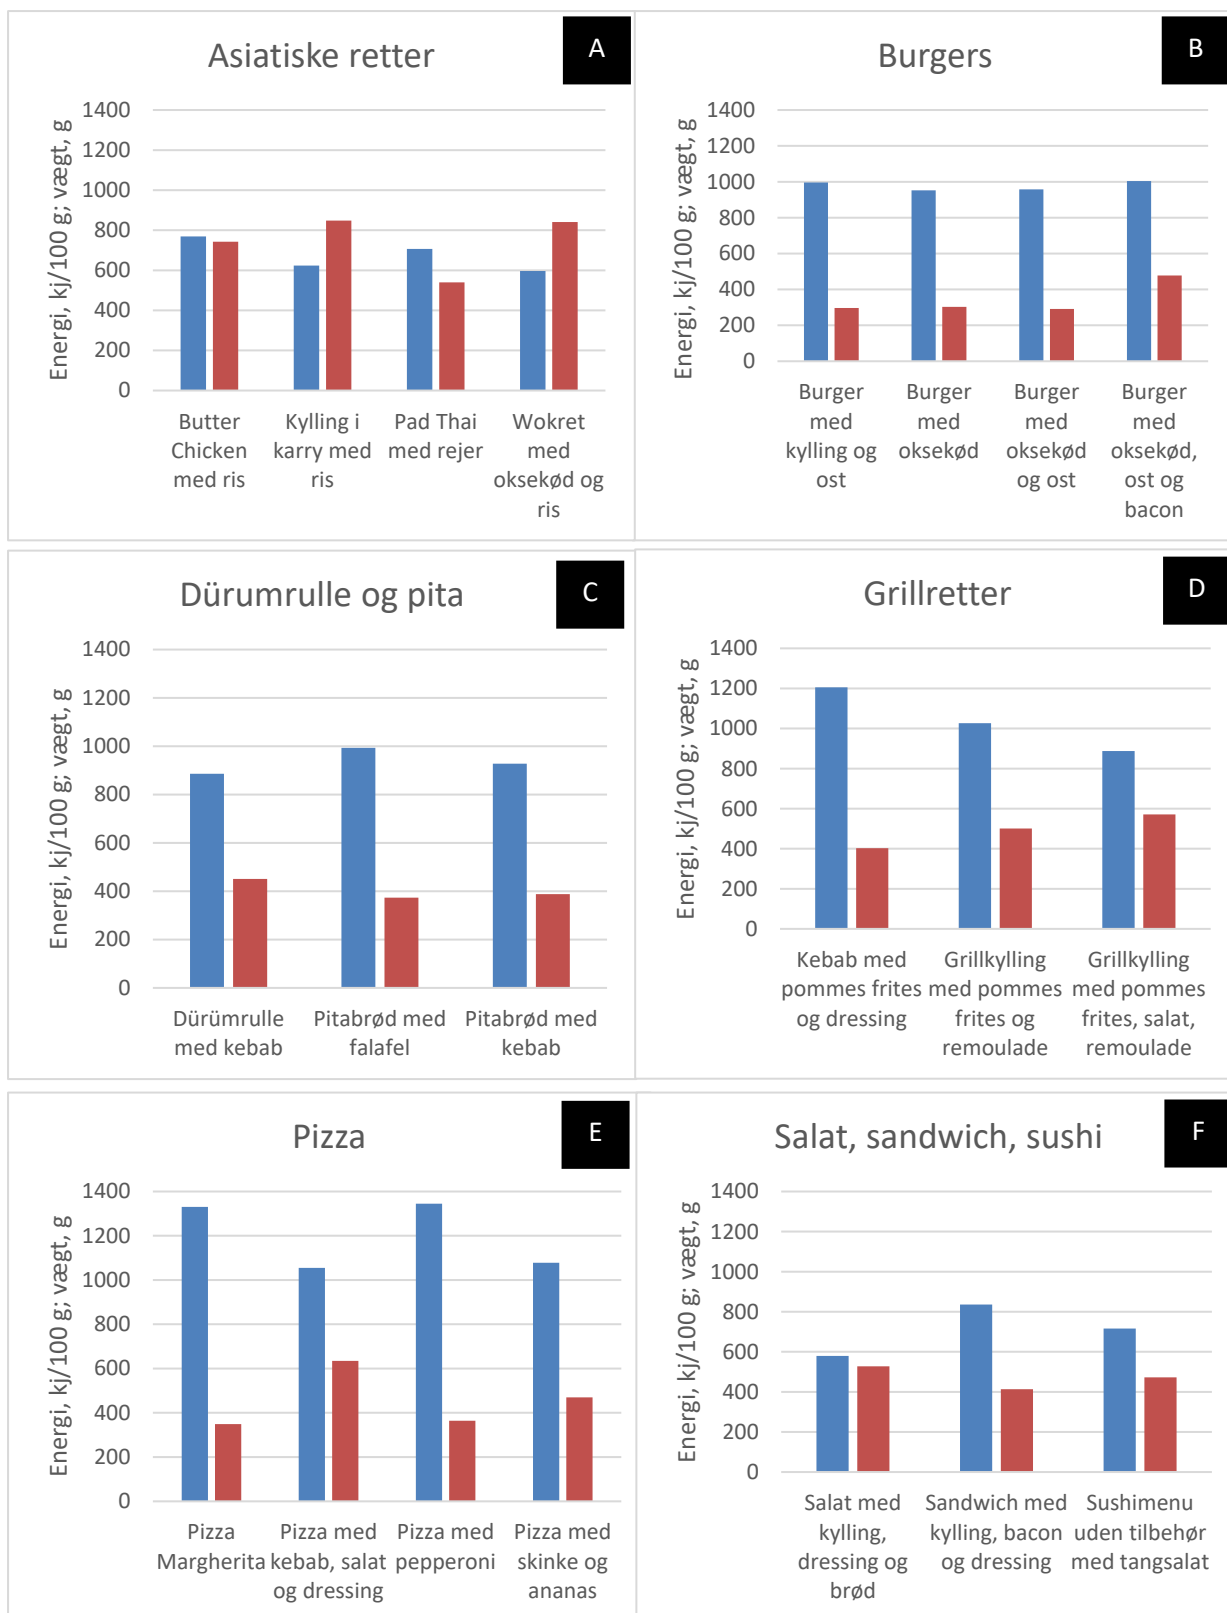 Asiatiske retter
A
Energi, kj/100 g; vægt, g
1400
1200
1000
800
600
400
200
0
Butter
Chicken
med ris
Kylling i
karry med
ris
Pad Thai
med rejer
Wokret
med
oksekød og
ris
Burgers
B
Energi, kj/100 g; vægt, g
1400
1200
1000
800
600
400
200
0
Burger
med
kylling og
ost
Burger
med
oksekød
Burger
med
oksekød
og ost
Burger
med
oksekød,
ost og
bacon
Dürumrulle og pita
C
Energi, kj/100 g; vægt, g
1400
1200
1000
800
600
400
200
0
Dürümrulle
med kebab
Pitabrød med
falafel
Pitabrød med
kebab
Grillretter
D
Energi, kj/100 g; vægt, g
1400
1200
1000
800
600
400
200
0
Kebab med
pommes frites
og dressing
Grillkylling
med pommes
frites og
remoulade
Grillkylling
med pommes
frites, salat,
remoulade
Pizza
E
Energi, kj/100 g; vægt, g
1400
1200
1000
800
600
400
200
0
Pizza
Margherita
Pizza med
kebab, salat
og dressing
Pizza med
pepperoni
Pizza med
skinke og
ananas
Salat, sandwich, sushi
F
Energi, kj/100 g; vægt, g
1400
1200
1000
800
600
400
200
0
Salat med
kylling,
dressing og
brød
Sandwich med
kylling, bacon
og dressing
Sushimenu
uden tilbehør
med tangsalat